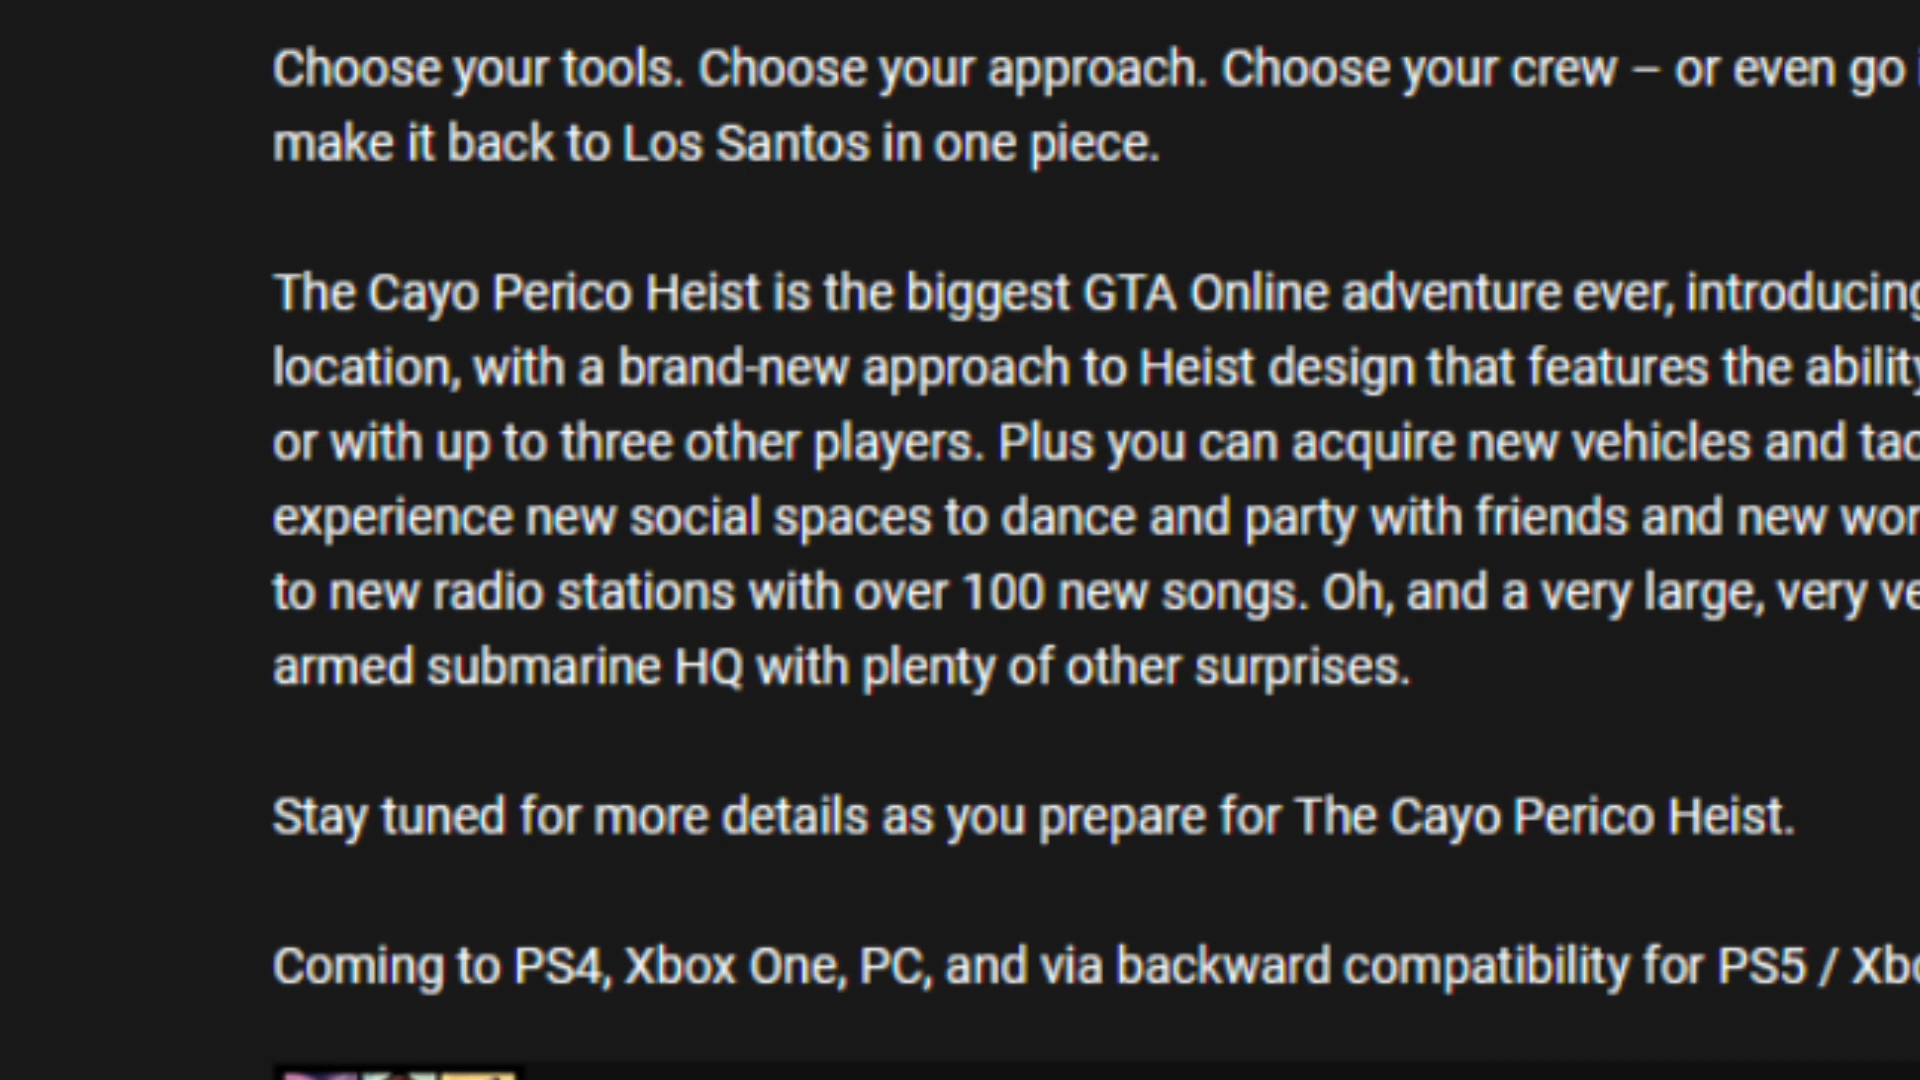 Choose your tools. Choose your approach. Choose your crew – or even go
make it back to Los Santos in one piece.
The Cayo Perico Heist is the biggest GTA Online adventure ever, introducing
location, with a brand-new approach to Heist design that features the ability
or with up to three other players. Plus you can acquire new vehicles and
experience new social spaces to dance and party with friends and new
to new radio stations with over 100 new songs. Oh, and a very large, very
armed submarine HQ with plenty of other surprises.
Stay tuned for more details as you prepare for The Cayo Perico Heist.
Coming to PS4, Xbox One, PC, and via backward compatibility for PS5 /